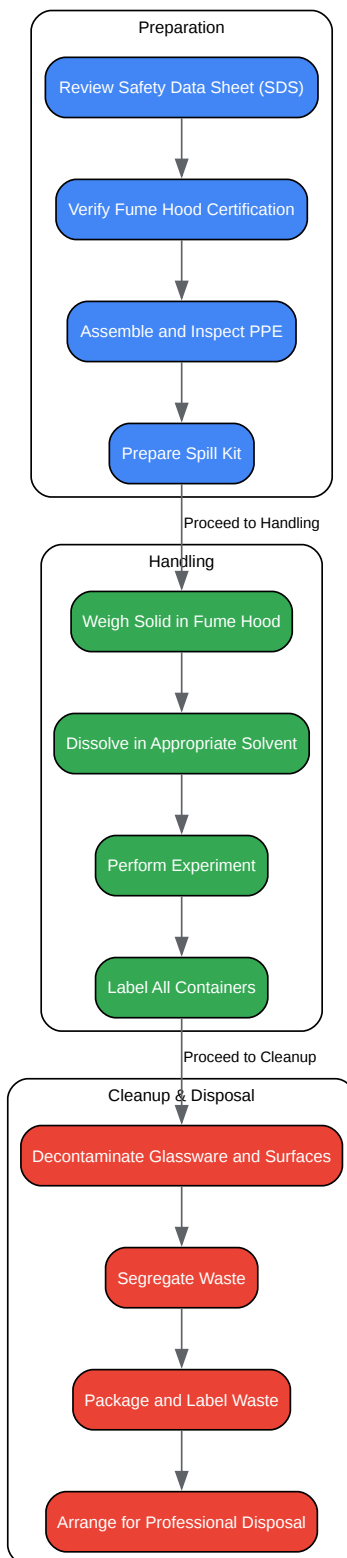 Preparation
Review Safety Data Sheet (SDS)
Verify Fume Hood Certification
Assemble and Inspect PPE
Prepare Spill Kit
Proceed to Handling
Handling
Weigh Solid in Fume Hood
Dissolve in Appropriate Solvent
Perform Experiment
Label All Containers
Proceed to Cleanup
Cleanup & Disposal
Decontaminate Glassware and Surfaces
Segregate Waste
Package and Label Waste
Arrange for Professional Disposal